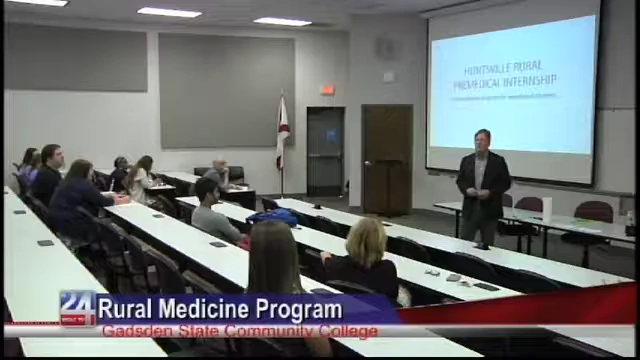 HUNTSVILLE RURAL
PREMEDICAL INTERNSHIP
24
Rural Medicine Program
Gadsden State Community College